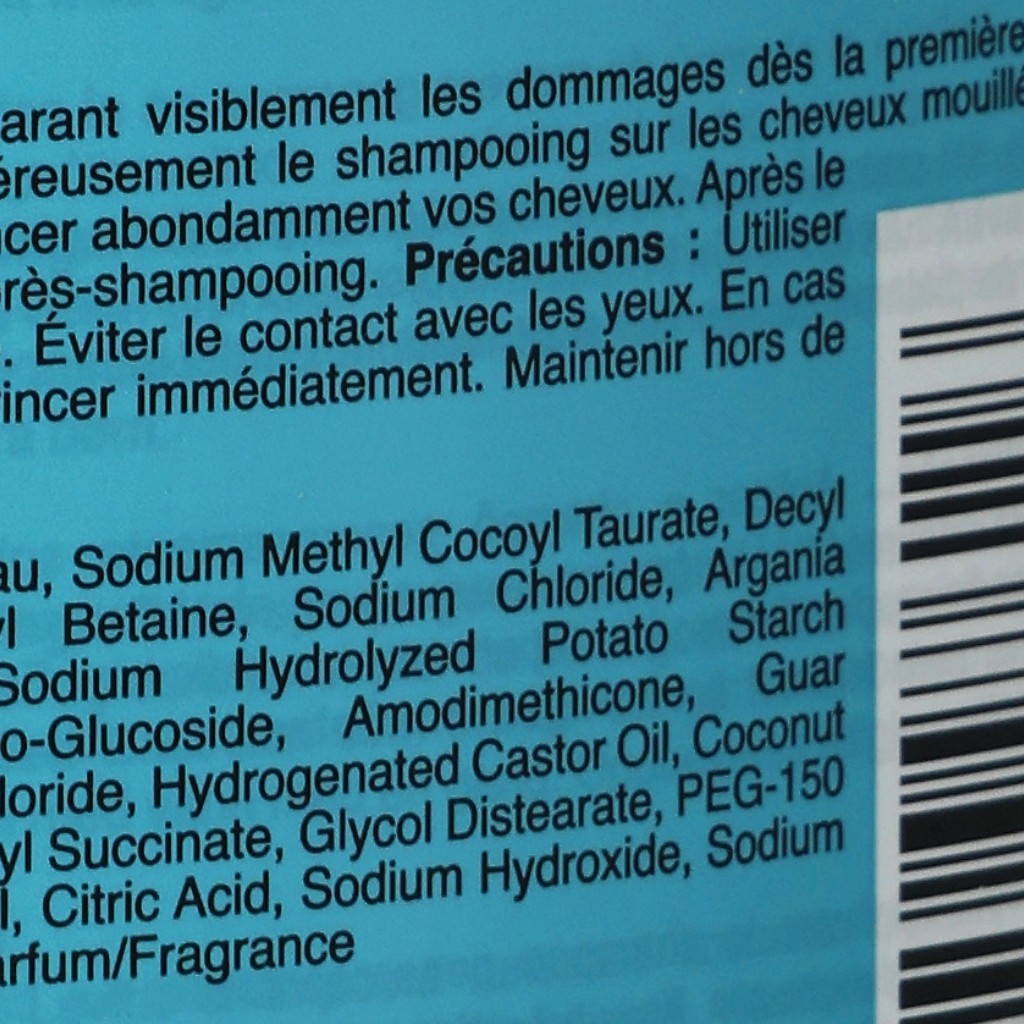 arant visiblement les dommages dès la première
éreusement le shampooing sur les cheveux mouillé
cer abondamment vos cheveux. Après le
rès-shampooing. Précautions : Utiliser
. Éviter le contact avec les yeux. En cas
incer immédiatement. Maintenir hors de
au, Sodium Methyl Cocoyl Taurate, Decyl
yl Betaine, Sodium Chloride, Argania
Sodium Hydrolyzed Potato Starch
o-Glucoside, Amodimethicone, Guar
loride, Hydrogenated Castor Oil, Coconut
yl Succinate, Glycol Distearate, PEG-150
l, Citric Acid, Sodium Hydroxide, Sodium
arfum/Fragrance